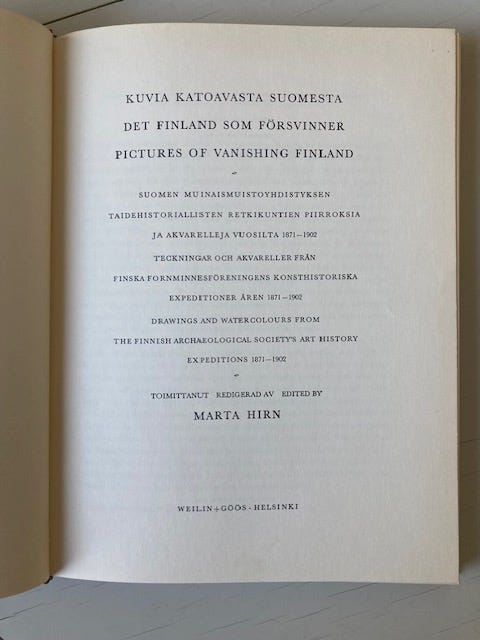 KUVIA KATOAVASTA SUOMESTA
DET FINLAND SOM FÖRSVINNER
PICTURES OF VANISHING FINLAND
SUOMEN MUINAISMUISTOYHDISTYKSEN
TAIDEHISTORIALLISTEN RETKIKUNTIEN PIIRROKSIA
JA AKVARELLEJA VUOSILTA 1871–1902
TECKNINGAR OCH AKVARELLER FRÅN
FINSKA FORNMINNESFÖRENINGENS KONSTHISTORISKA
EXPEDITIONER ÅREN 1871–1902
DRAWINGS AND WATERCOLOURS FROM
THE FINNISH ARCHAEOLOGICAL SOCIETY'S ART HISTORY
EXPEDITIONS 1871–1902
TOIMITTANUT REDIGERAD AV EDITED BY
MARTA HIRN
WEILIN+GÖÖS · HELSINKI